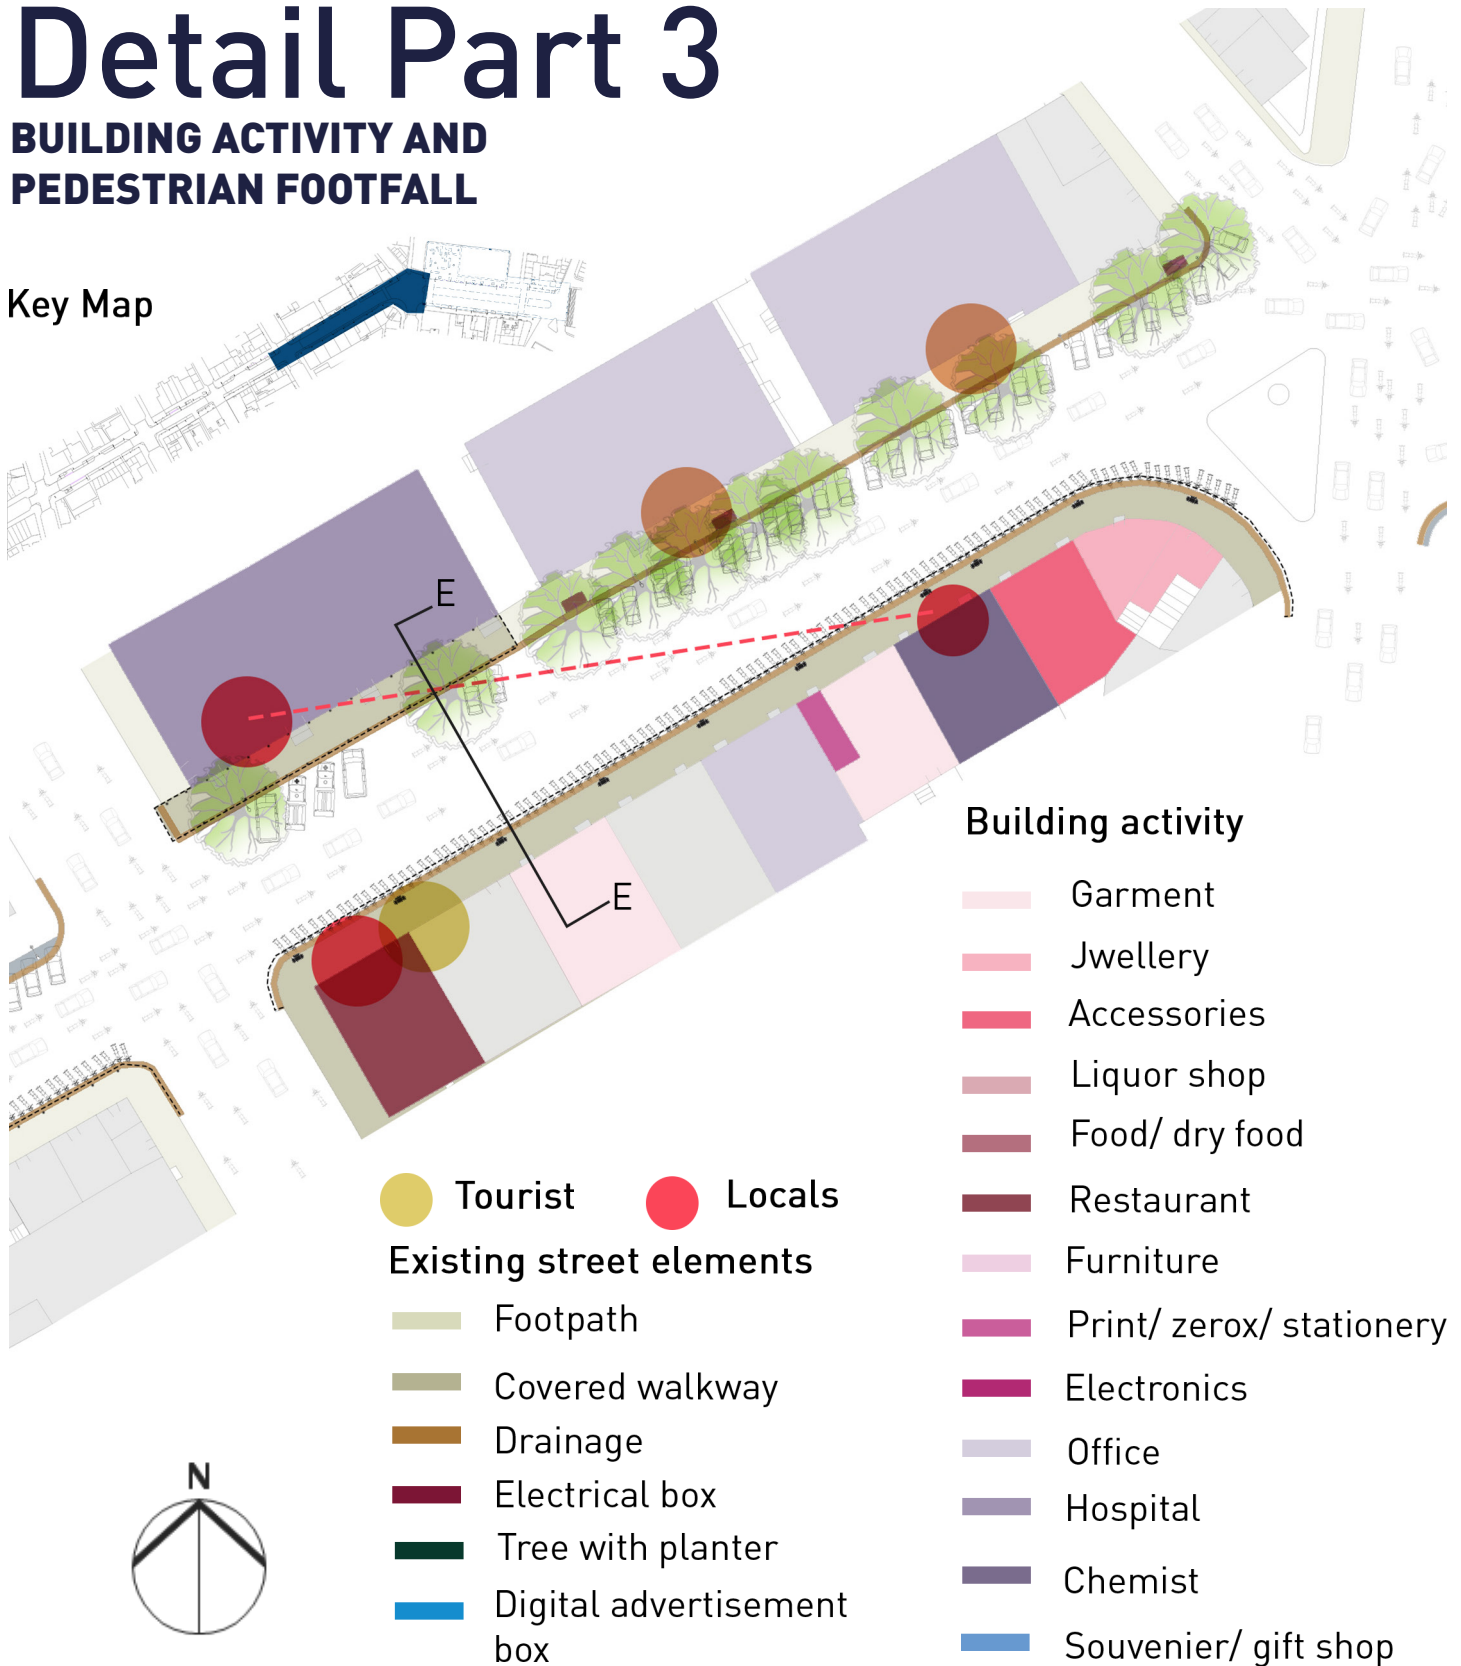 Detail Part 3
BUILDING ACTIVITY AND
PEDESTRIAN FOOTFALL
Key Map
E
E
Building activity
Garment
Jwellery
Accessories
Liquor shop
Food/ dry food
Restaurant
Furniture
Print/ zerox/ stationery
Electronics
Office
Hospital
Chemist
Souvenier/ gift shop
Tourist
Locals
Existing street elements
Footpath
Covered walkway
Drainage
Electrical box
Tree with planter
Digital advertisement
box
N